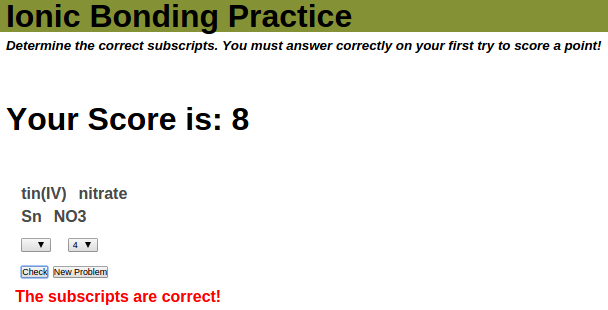 Ionic Bonding Practice
Determine the correct subscripts. You must answer correctly on your first try to score a point!
Your Score is: 8
tin(IV) nitrate
Sn NO3
4
Check New Problem
The subscripts are correct!